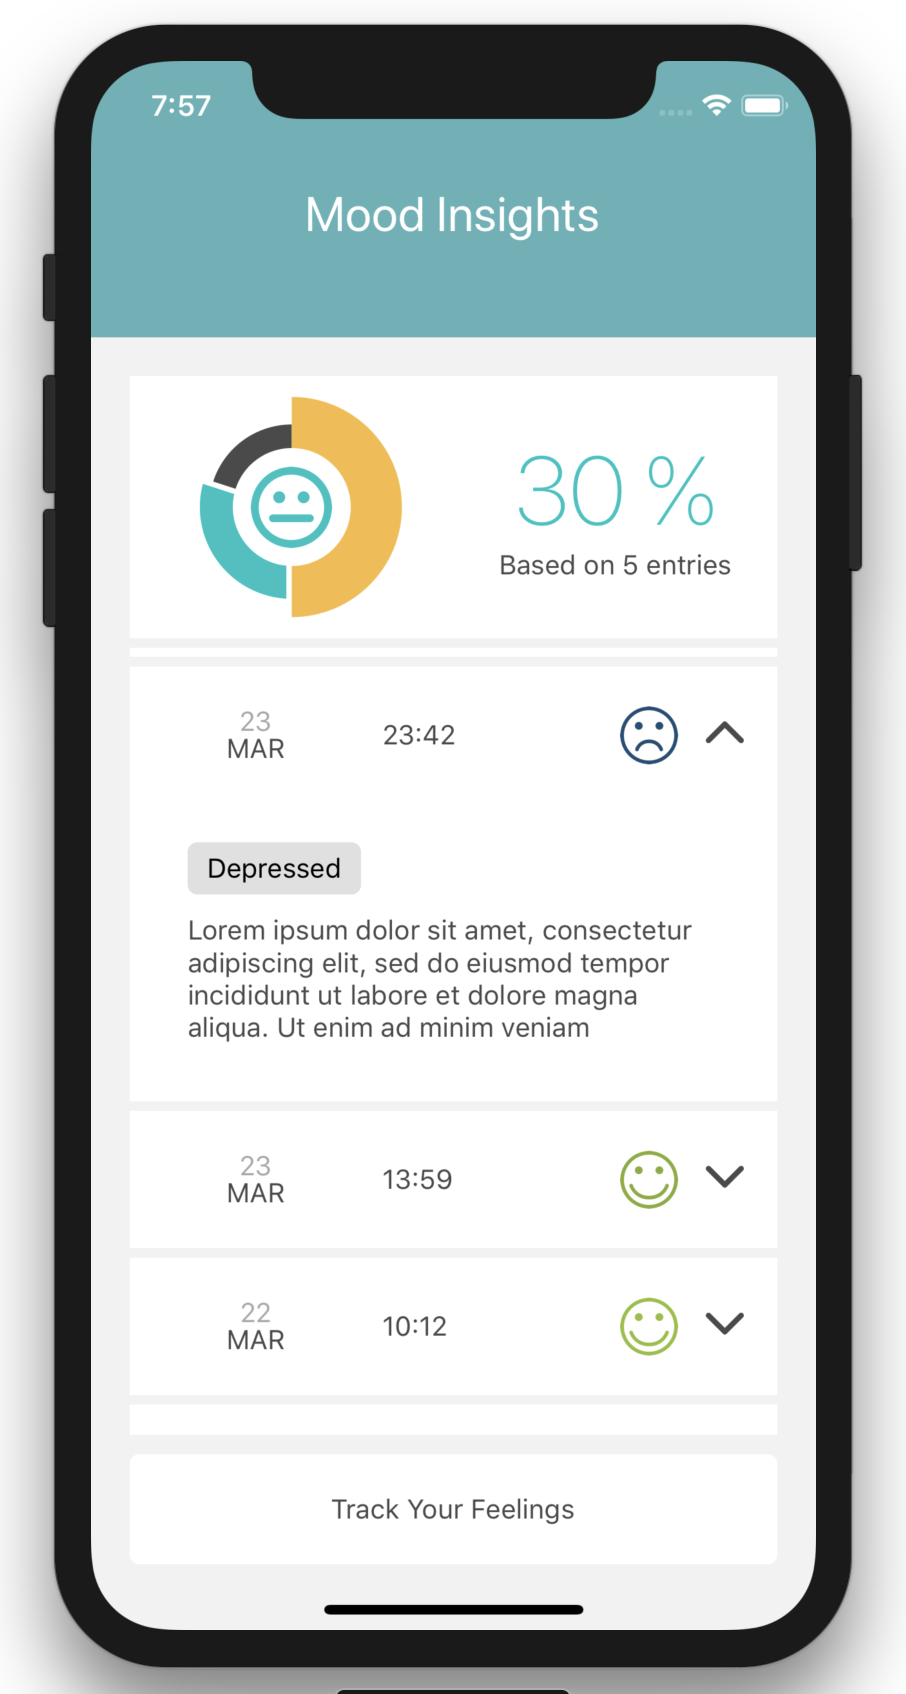 7:57
Mood Insights
30 %
Based on 5 entries
23
MAR
23:42
Depressed
Lorem ipsum dolor sit amet, consectetur
adipiscing elit, sed do eiusmod tempor
incididunt ut labore et dolore magna
aliqua. Ut enim ad minim veniam
23
MAR
13:59
22
MAR
10:12
Track Your Feelings